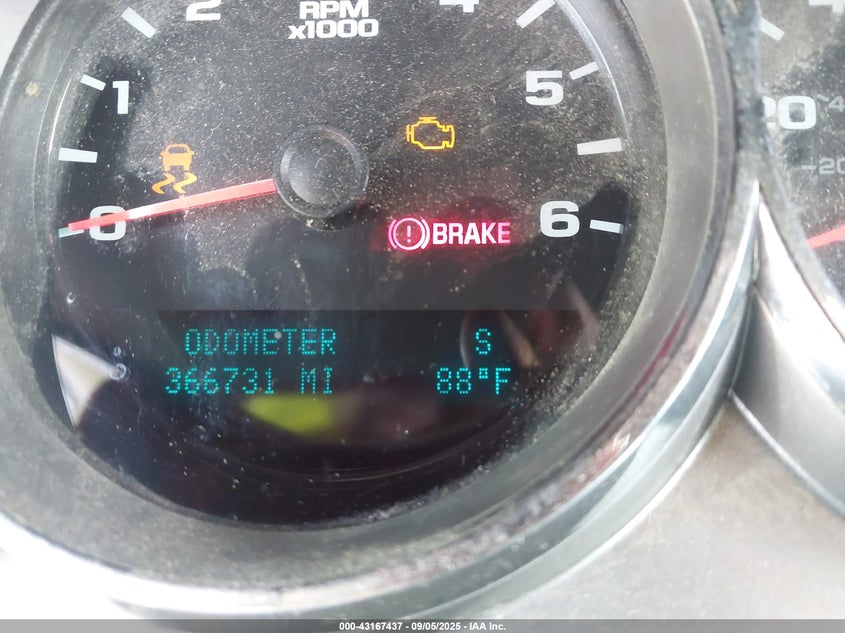 2
RPM
x1000
4
1
5
0
6
BRAKE
ODOMETER S
366731 MI 88°F
20
-20
000-43167437 - 09/05/2025 - IAA Inc.